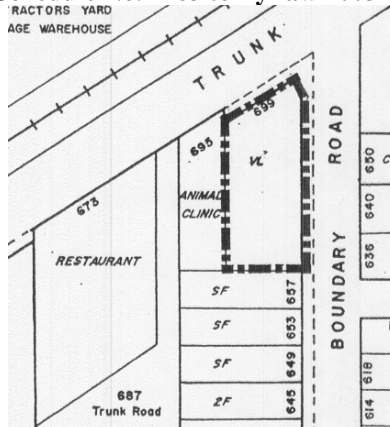 RACTORS YARD
AGE WAREHOUSE
TRUNK
699
695
VL
ANIMAL
CLINIC
673
RESTAURANT
BOUNDARY ROAD
650
C
640
636
SF
657
SF
653
SF
649
2F
645
687
Trunk Road
618
614